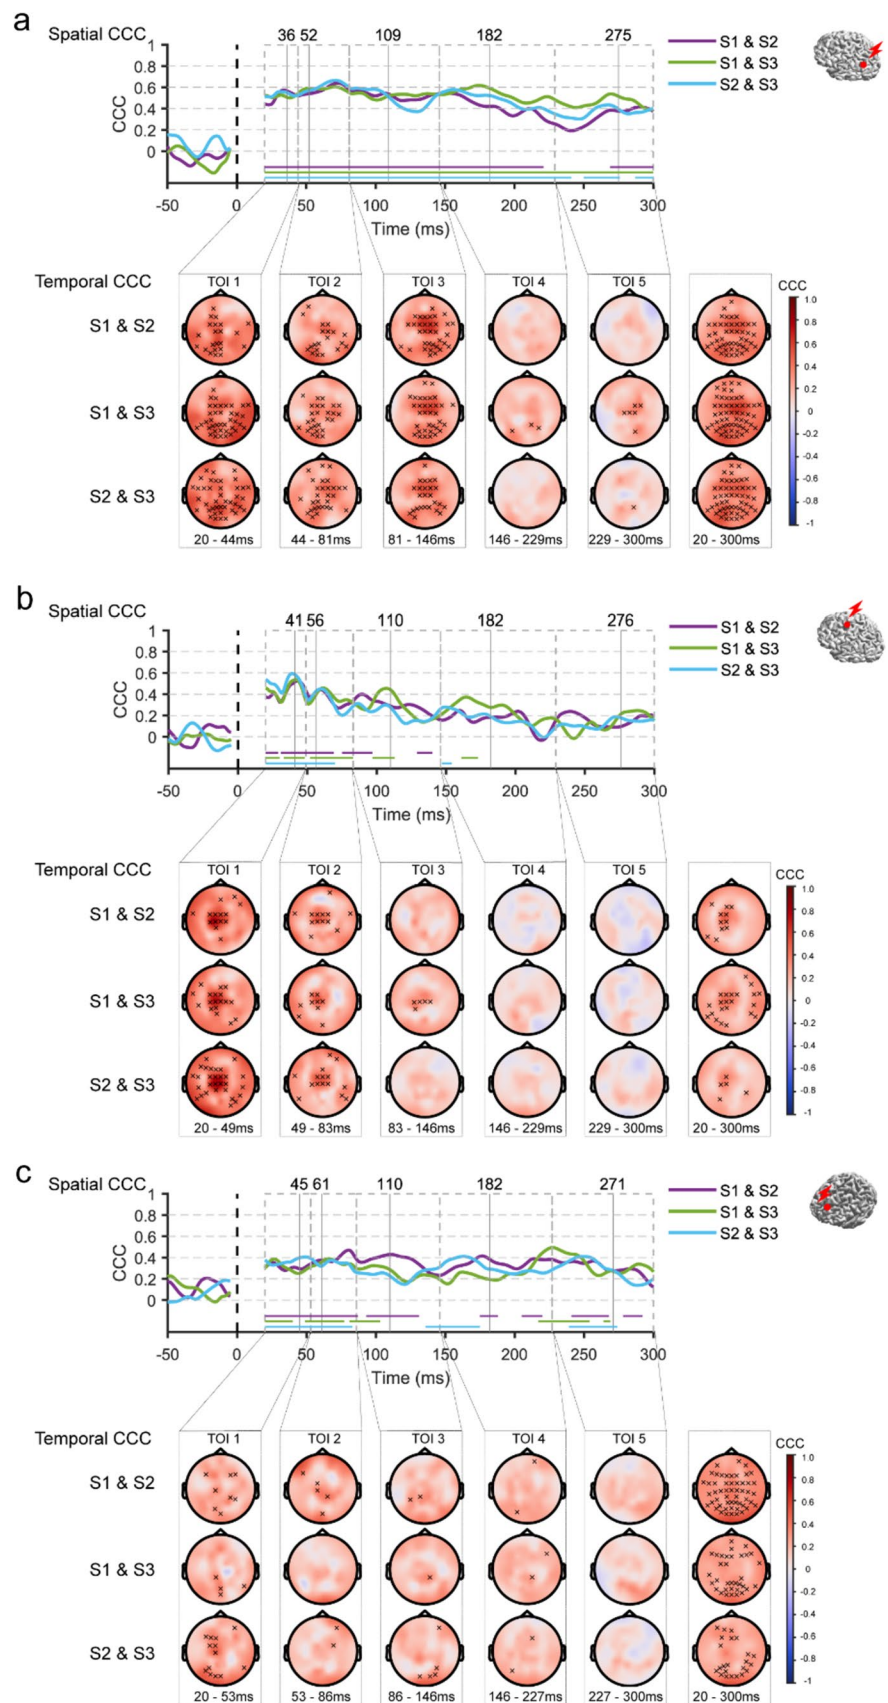 a
Spatial CCC
36 52 109 182 275
S1 & S2
S1 & S3
S2 & S3
CCC
1
0.8
0.6
0.4
0.2
0
-50 0 50 100 150 200 250 300
Time (ms)
Temporal CCC
TOI 1 TOI 2 TOI 3 TOI 4 TOI 5
CCC
S1 & S2
S1 & S3
S2 & S3
1.0
0.8
0.6
0.4
0.2
0
-0.2
-0.4
-0.6
-0.8
-1
20 - 44ms 44 - 81ms 81 - 146ms 146 - 229ms 229 - 300ms 20 - 300ms
b
Spatial CCC
41 56 110 182 276
S1 & S2
S1 & S3
S2 & S3
CCC
1
0.8
0.6
0.4
0.2
0
-50 0 50 100 150 200 250 300
Time (ms)
Temporal CCC
TOI 1 TOI 2 TOI 3 TOI 4 TOI 5
CCC
S1 & S2
S1 & S3
S2 & S3
1.0
0.8
0.6
0.4
0.2
0
-0.2
-0.4
-0.6
-0.8
-1
20 - 49ms 49 - 83ms 83 - 146ms 146 - 229ms 229 - 300ms 20 - 300ms
c
Spatial CCC
45 61 110 182 271
S1 & S2
S1 & S3
S2 & S3
CCC
1
0.8
0.6
0.4
0.2
0
-50 0 50 100 150 200 250 300
Time (ms)
Temporal CCC
TOI 1 TOI 2 TOI 3 TOI 4 TOI 5
CCC
S1 & S2
S1 & S3
S2 & S3
1.0
0.8
0.6
0.4
0.2
0
-0.2
-0.4
-0.6
-0.8
-1
20 - 53ms 53 - 86ms 86 - 146ms 146 - 227ms 227 - 300ms 20 - 300ms